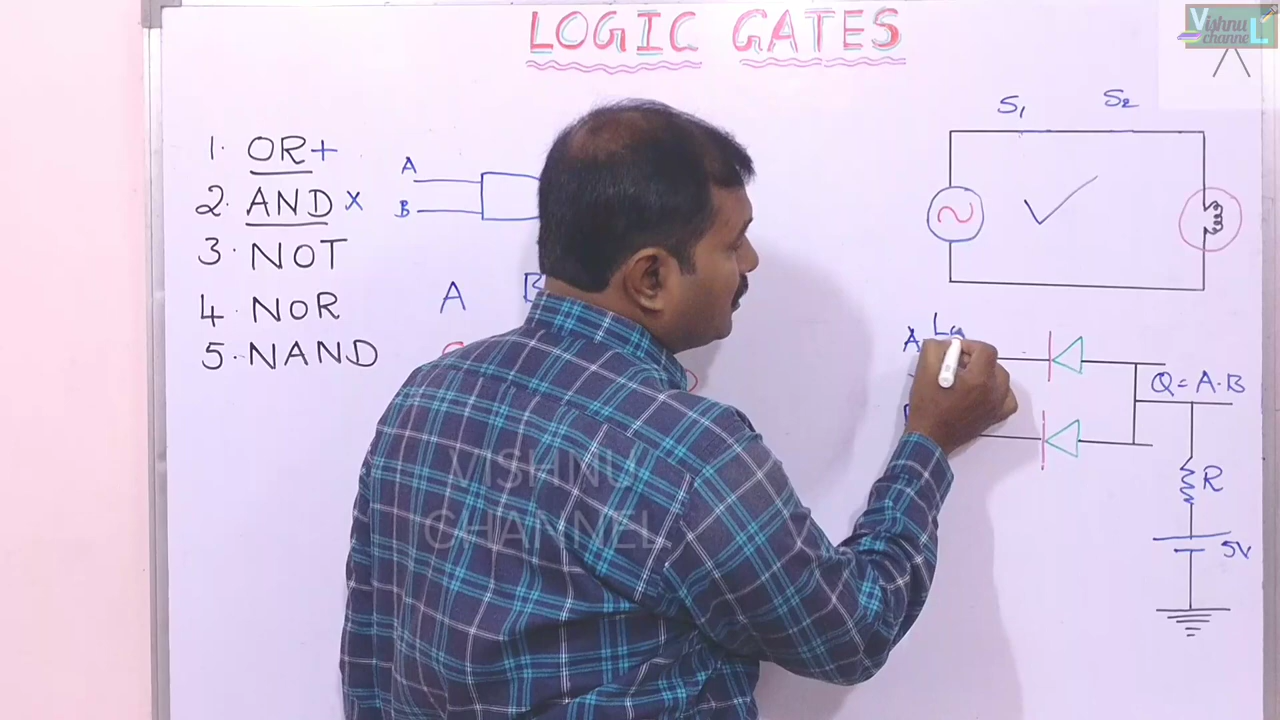 LOGIC GATES
Vishnu
channel
VL
S1 S2
1. OR +
2. AND x
3. NOT
4. NOR
5. NAND
A
B
A B
A
Q = A·B
R
5V
VISHNU
CHANNEL